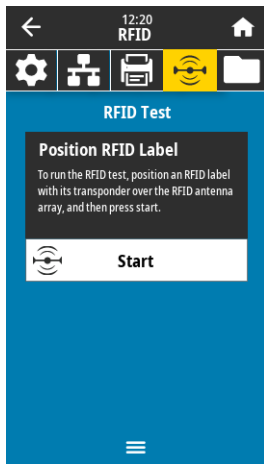 12:20
RFID
RFID Test
Position RFID Label
To run the RFID test, position an RFID label
with its transponder over the RFID antenna
array, and then press start.
Start